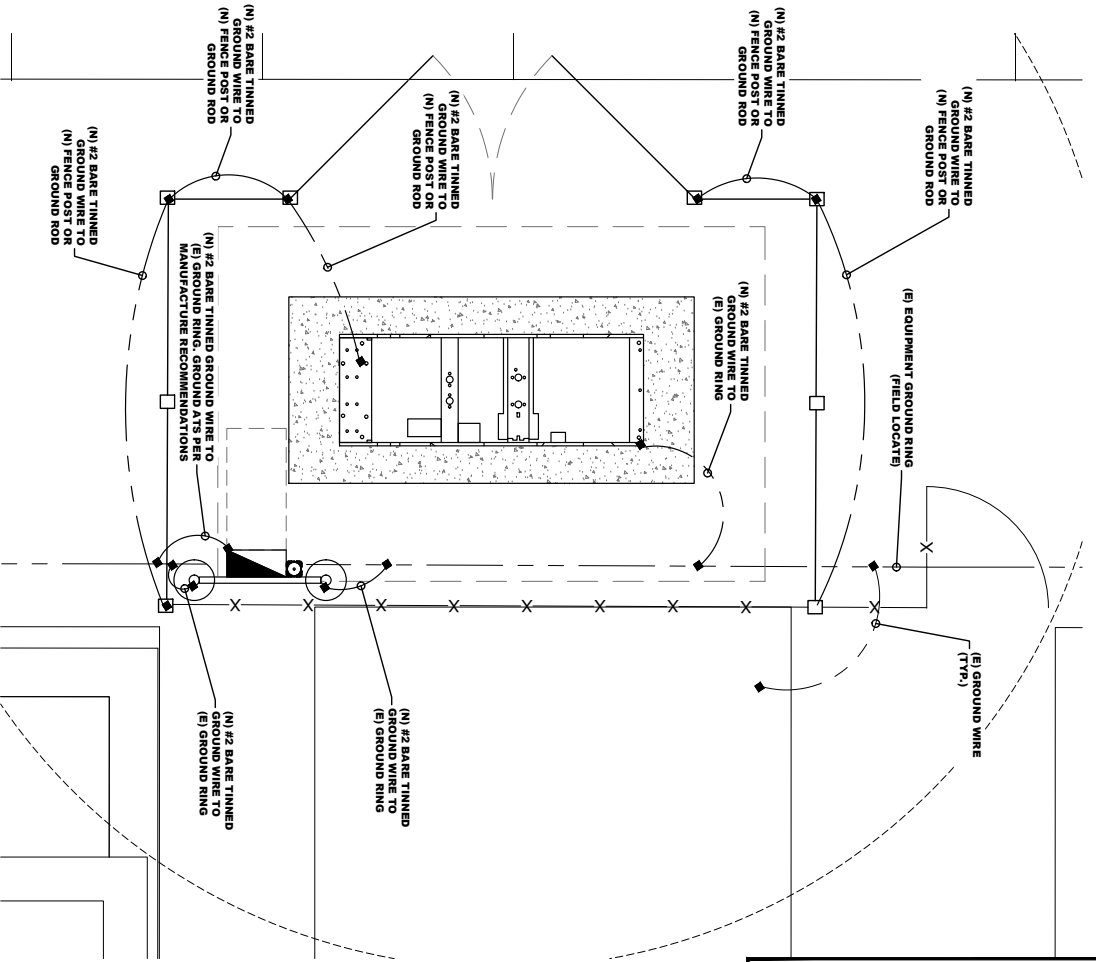 (N) #2 BARE TINNED
GROUND WIRE TO
(N) FENCE POST OR
GROUND ROD
(N) #2 BARE TINNED
GROUND WIRE TO
(N) FENCE POST OR
GROUND ROD
(N) #2 BARE TINNED
GROUND WIRE TO
(N) FENCE POST OR
GROUND ROD
(N) #2 BARE TINNED
GROUND WIRE TO
(N) FENCE POST OR
GROUND ROD
(N) #2 BARE TINNED
GROUND WIRE TO
(N) FENCE POST OR
GROUND ROD
(N) #2 BARE TINNED GROUND WIRE TO
(E) GROUND RING. GROUND ATS PER
MANUFACTURE RECOMMENDATIONS
(N) #2 BARE TINNED
GROUND WIRE TO
(E) GROUND RING
(E) EQUIPMENT GROUND RING
(FIELD LOCATE)
X
X
X
X
X
X
X
X
X
X
(E) GROUND WIRE
(TYP.)
(N) #2 BARE TINNED
GROUND WIRE TO
(E) GROUND RING
(N) #2 BARE TINNED
GROUND WIRE TO
(E) GROUND RING